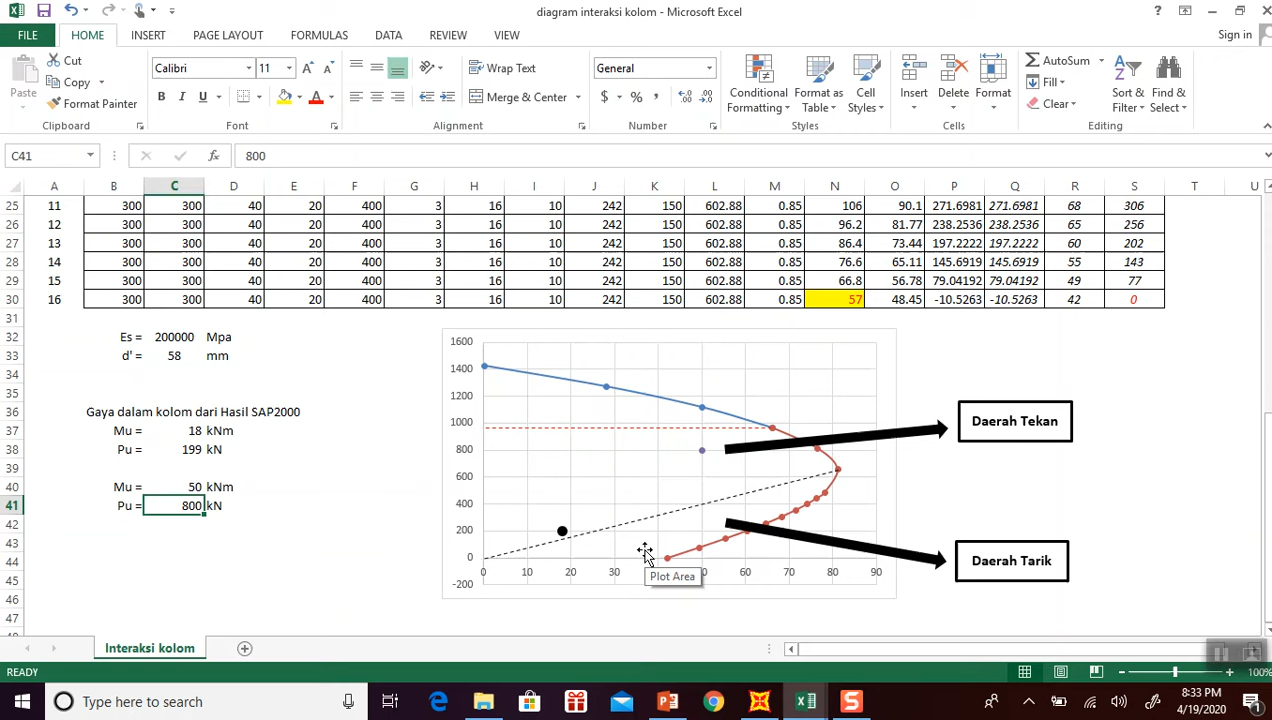 diagram interaksi kolom - Microsoft Excel
?
FILE HOME INSERT PAGE LAYOUT FORMULAS DATA REVIEW VIEW Sign in
Paste
Cut
Copy
Format Painter
Clipboard
Calibri 11
B I U
Font
Wrap Text
Merge & Center
Alignment
General
$ % ,
Number
Conditional Formatting
Format as Table
Cell Styles
Styles
Insert
Delete
Format
Cells
AutoSum
Fill
Clear
Sort & Filter
Find & Select
Editing
C41 fx 800
A B C D E F G H I J K L M N O P Q R S T U
25 11 300 300 40 20 400 3 16 10 242 150 602.88 0.85 106 90.1 271.6981 271.6981 68 306
26 12 300 300 40 20 400 3 16 10 242 150 602.88 0.85 96.2 81.77 238.2536 238.2536 65 256
27 13 300 300 40 20 400 3 16 10 242 150 602.88 0.85 86.4 73.44 197.2222 197.2222 60 202
28 14 300 300 40 20 400 3 16 10 242 150 602.88 0.85 76.6 65.11 145.6919 145.6919 55 143
29 15 300 300 40 20 400 3 16 10 242 150 602.88 0.85 66.8 56.78 79.04192 79.04192 49 77
30 16 300 300 40 20 400 3 16 10 242 150 602.88 0.85 57 48.45 -10.5263 -10.5263 42 0
31
32 Es = 200000 Mpa
33 d' = 58 mm
34
35
36 Gaya dalam kolom dari Hasil SAP2000
37 Mu = 18 kNm
38 Pu = 199 kN
39
40 Mu = 50 kNm
41 Pu = 800 kN
42
43
44
45
46
47
1600
1400
1200
1000
800
600
400
200
0
-200
0 10 20 30 60 70 80 90
Plot Area
Daerah Tekan
Daerah Tarik
Interaksi kolom
READY
100%
Type here to search
8:33 PM
4/19/2020
1